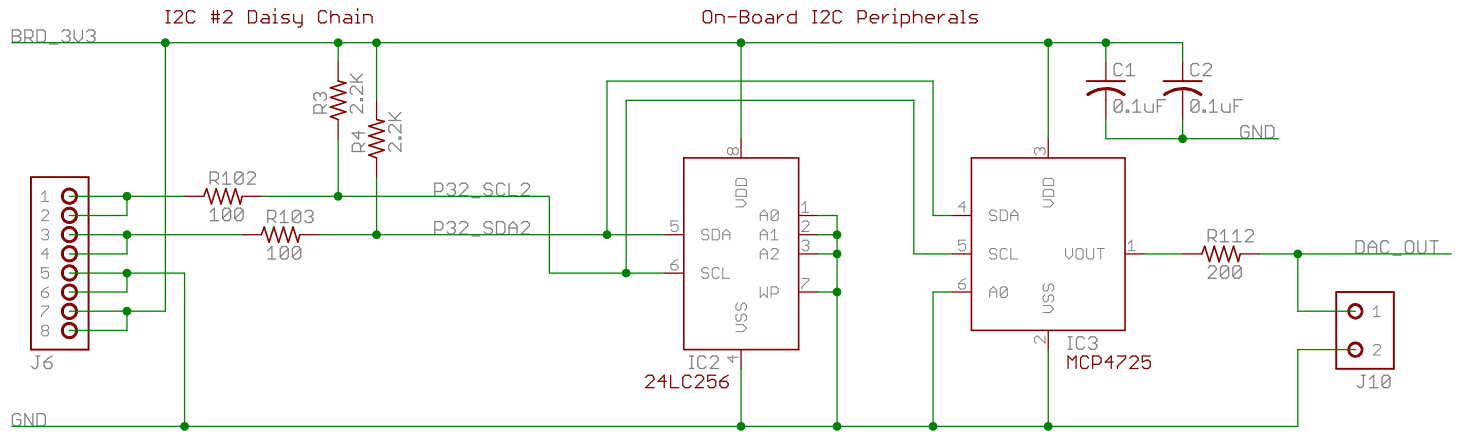 I2C #2 Daisy Chain
On-Board I2C Peripherals
BRD_3V3
R3
2.2K
R4
2.2K
C1
0.1uF
C2
0.1uF
GND
R102
100
R103
100
P32_SCL2
P32_SDA2
1
2
3
4
5
6
7
8
J6
8
VDD
5
SDA
6
SCL
A0
1
A1
2
A2
3
WP
7
VSS
4
IC2
24LC256
3
VDD
4
SDA
5
SCL
6
A0
VOUT
1
VSS
2
IC3
MCP4725
R112
200
DAC_OUT
1
2
J10
GND